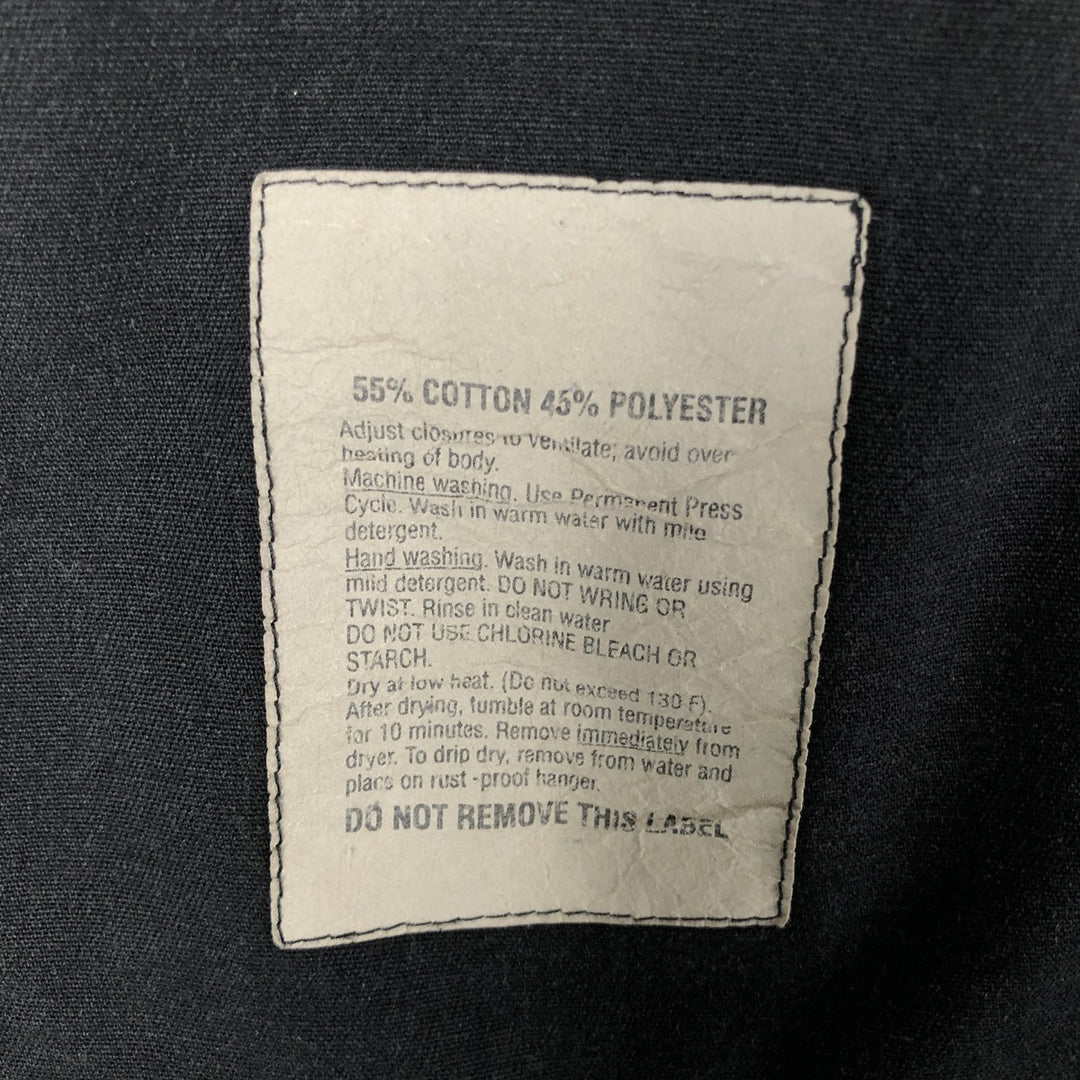 55% COTTON 45% POLYESTER
Adjust closures to ventilate; avoid over-
heating of body.
Machine washing. Use Permanent Press
Cycle. Wash in warm water with mild
detergent.
Hand washing. Wash in warm water using
mild detergent. DO NOT WRING OR
TWIST. Rinse in clean water
DO NOT USE CHLORINE BLEACH OR
STARCH.
Dry at low heat. (Do not exceed 130 F).
After drying, tumble at room temperature
for 10 minutes. Remove immediately from
dryer. To drip dry, remove from water and
place on rust -proof hanger.
DO NOT REMOVE THIS LABEL